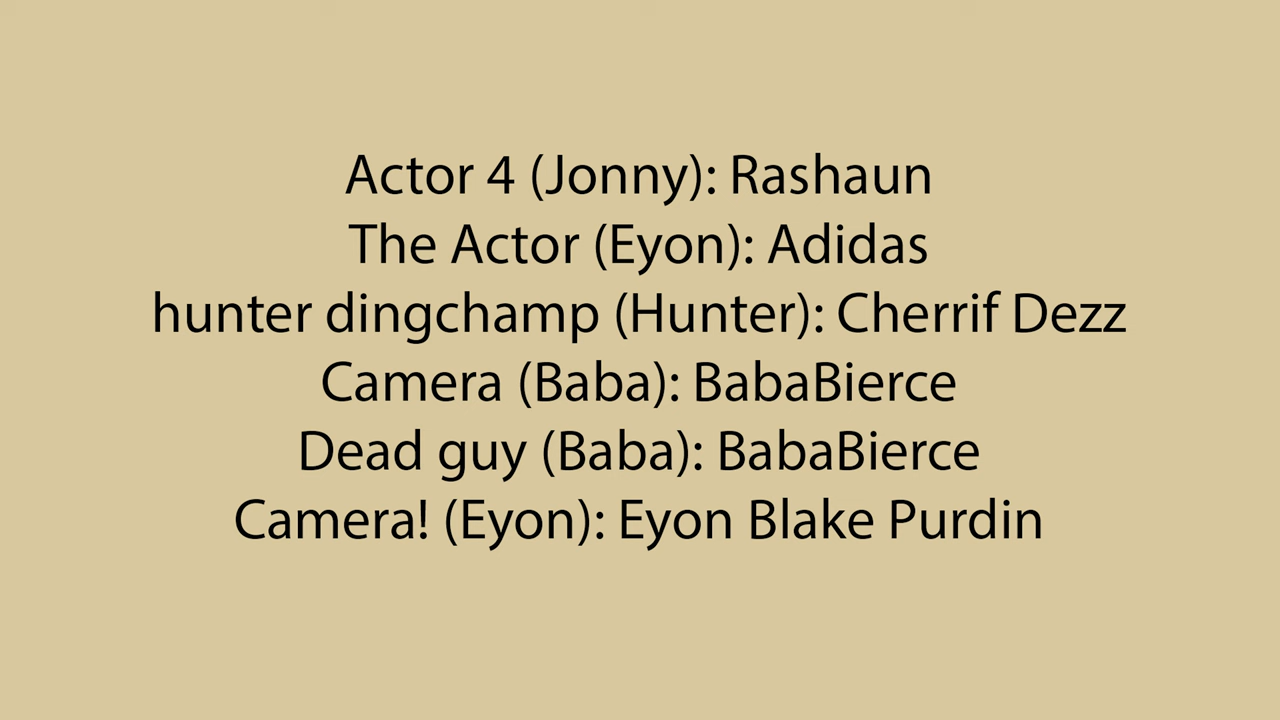 Actor 4 (Jonny): Rashaun
The Actor (Eyon): Adidas
hunter dingchamp (Hunter): Cherrif Dezz
Camera (Baba): BabaBierce
Dead guy (Baba): BabaBierce
Camera! (Eyon): Eyon Blake Purdin